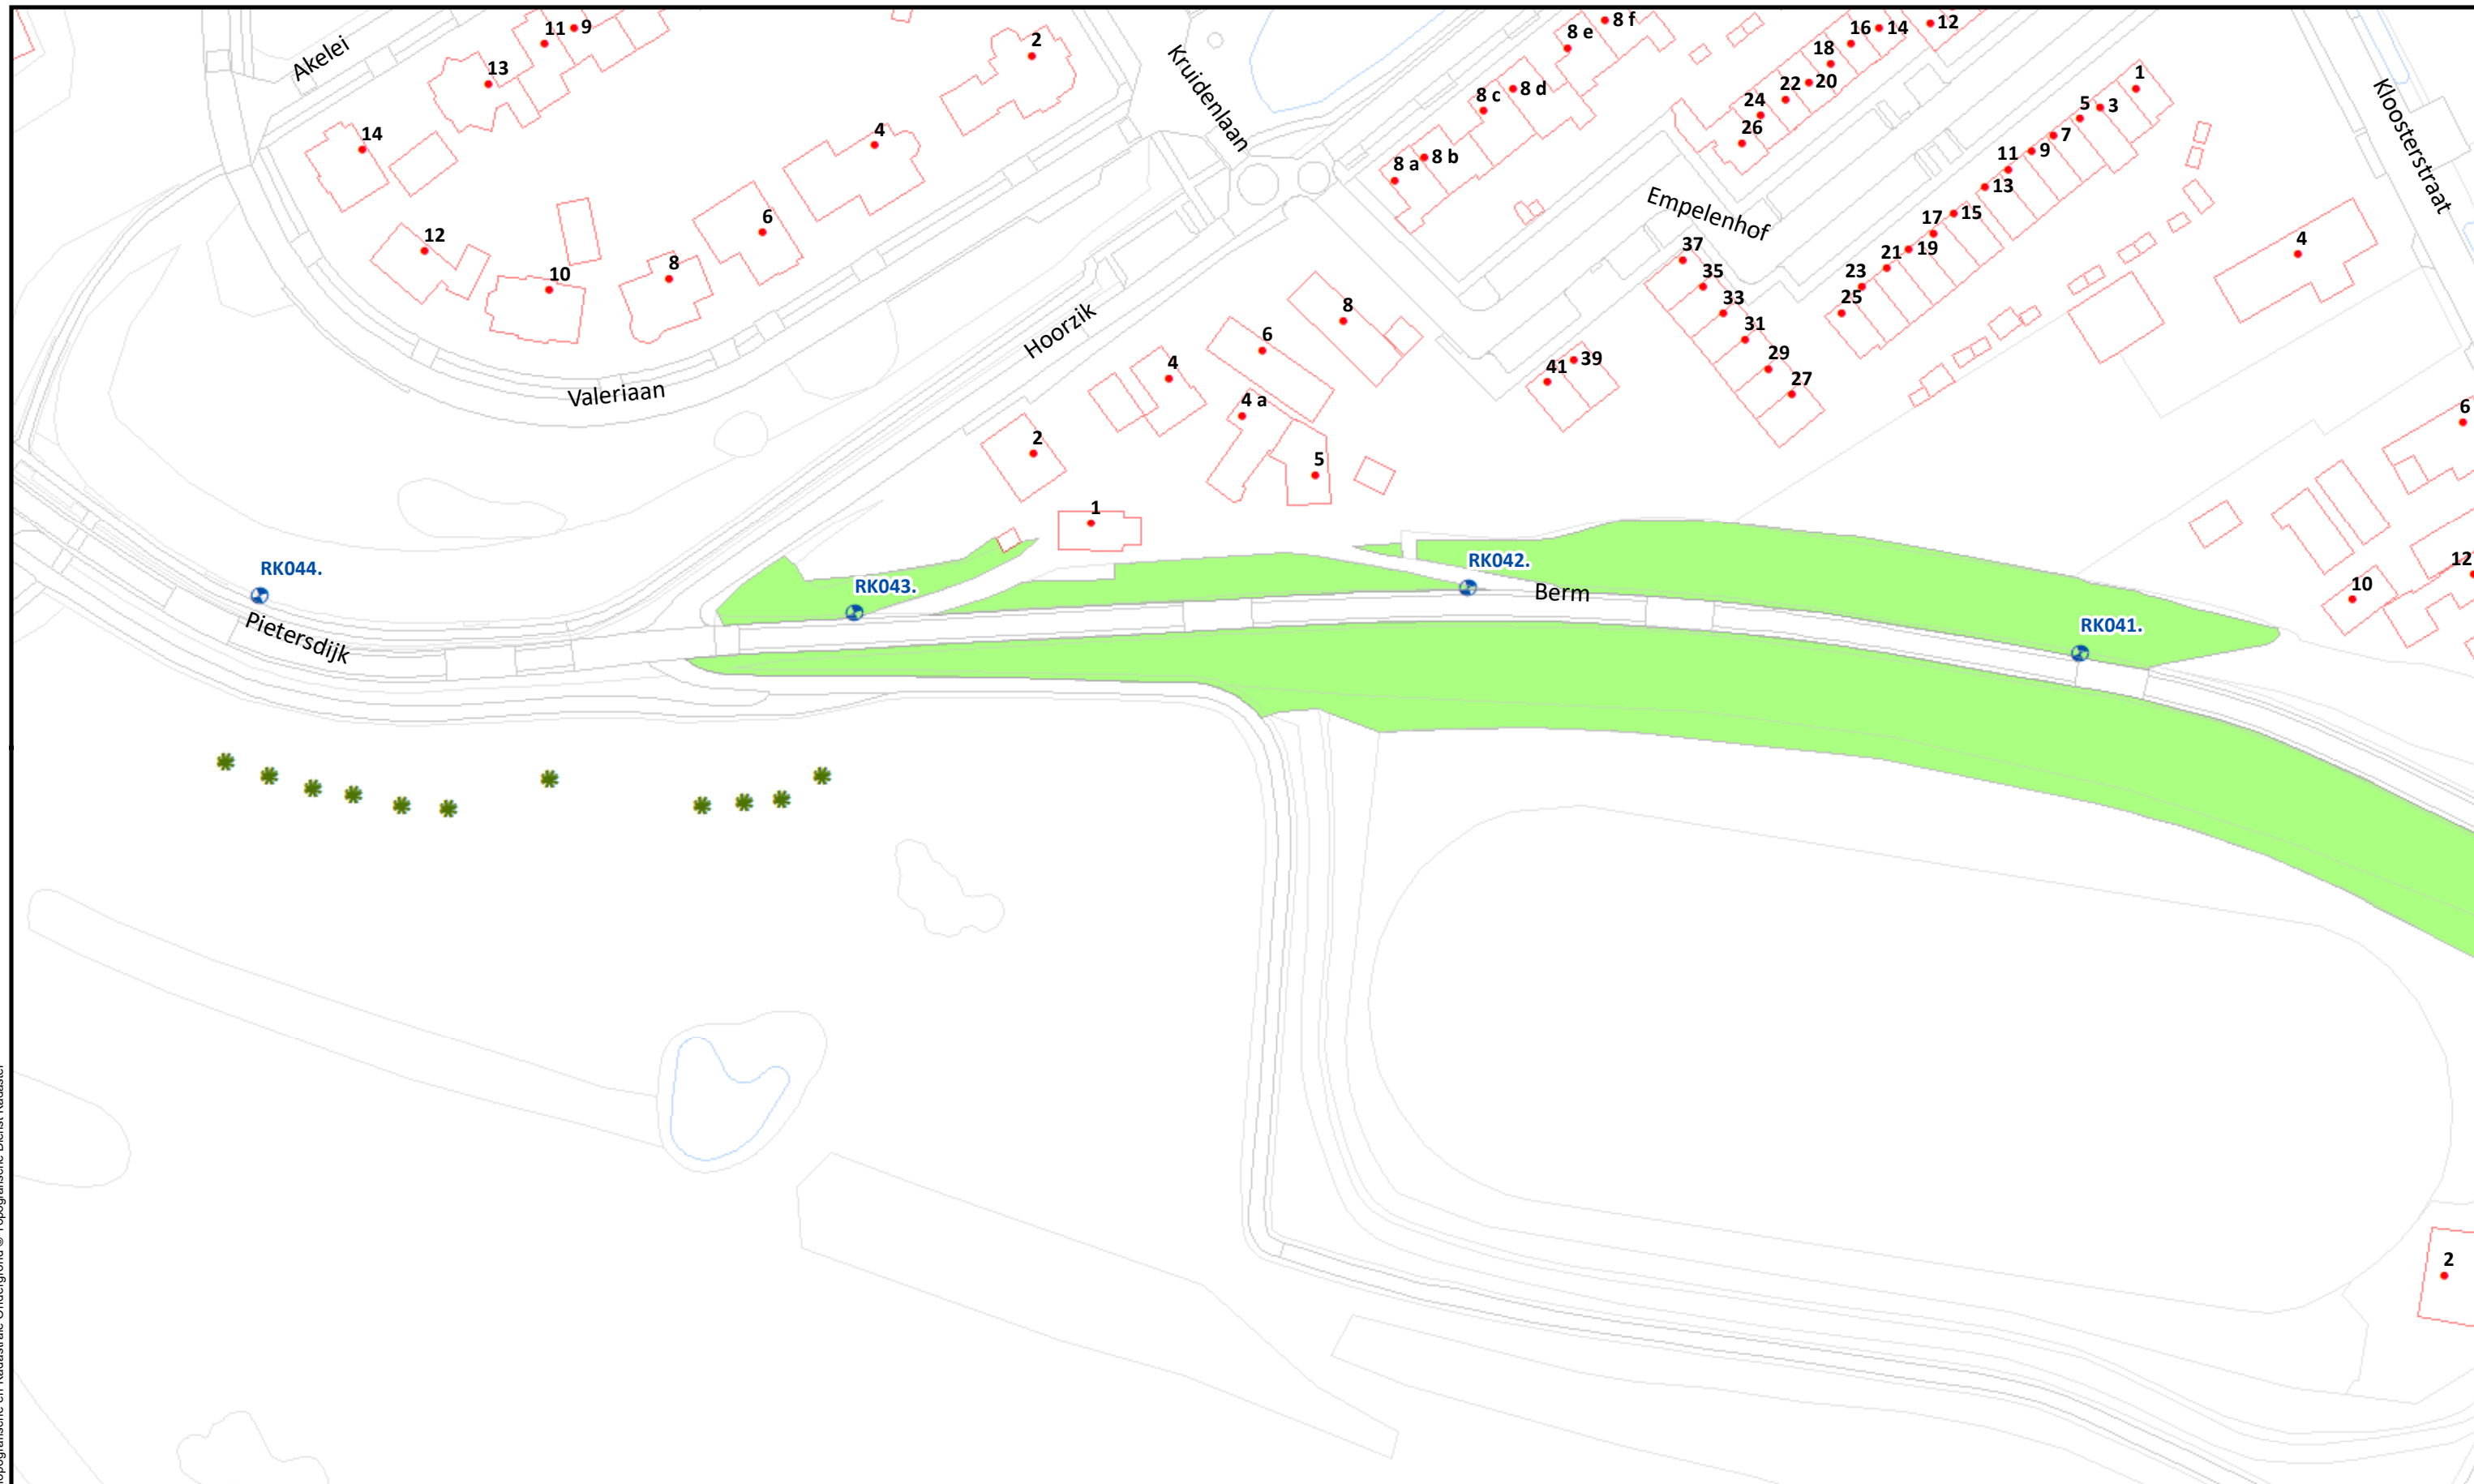 Akelei
11
9
13
14
12
10
8
6
4
2
Kruidenlaan
Valeriaan
Hoorzik
8 a
8 b
8 c
8 d
8 e
8 f
26
24
22
20
18
16
14
12
Empelenhof
1
3
5
7
9
11
13
15
17
19
21
23
25
37
35
33
31
29
27
39
41
Kloosterstraat
4
6
10
12
8
6
4
4 a
2
5
1
RK044.
RK043.
RK042.
RK041.
Pietersdijk
Berm
2